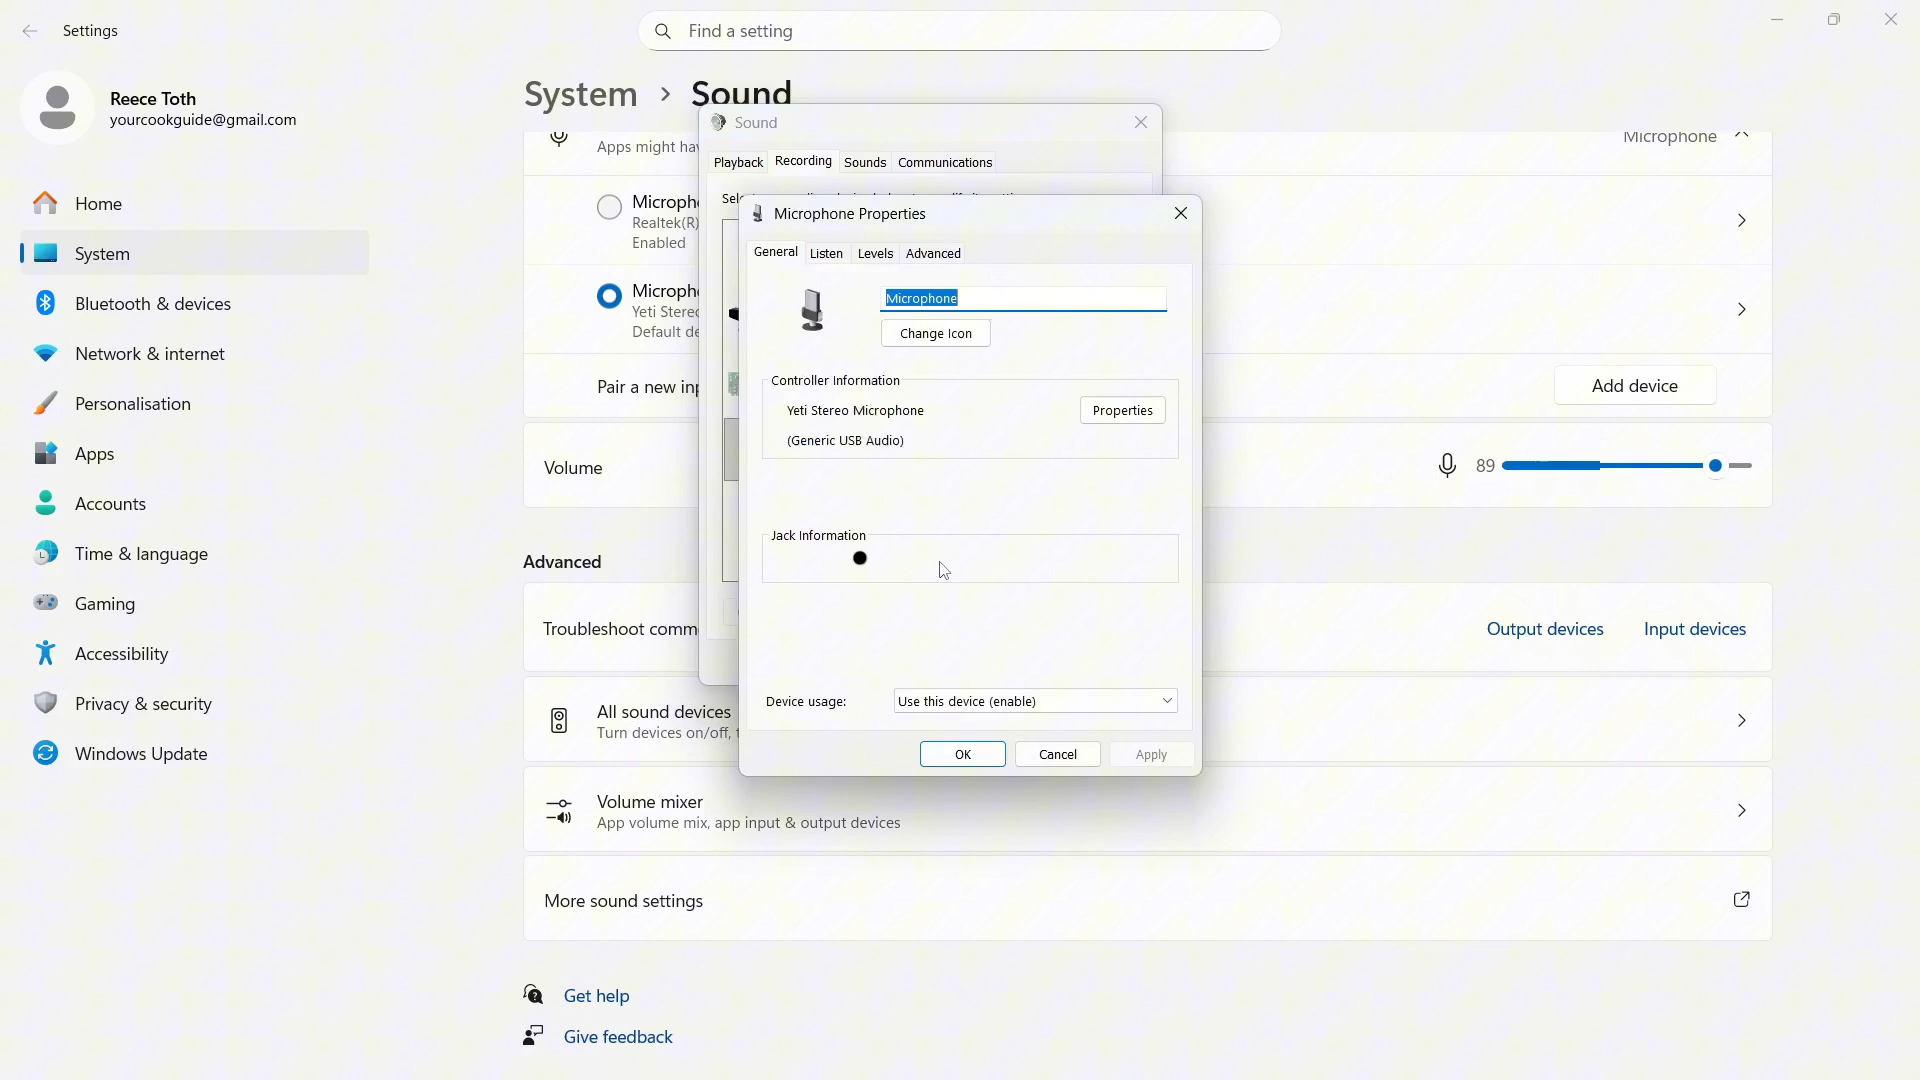 Settings
Find a setting
Reece Toth
yourcookguide@gmail.com
Home
System
Bluetooth & devices
Network & internet
Personalisation
Apps
Accounts
Time & language
Gaming
Accessibility
Privacy & security
Windows Update
System > Sound
Apps might hav
Microphone
Microph
Realtek(R)
Enabled
Microph
Yeti Stereo
Default de
Pair a new inp
Add device
Volume
89
Advanced
Troubleshoot comm
Output devices
Input devices
All sound devices
Turn devices on/off,
Volume mixer
App volume mix, app input & output devices
More sound settings
Get help
Give feedback
Sound
Playback Recording Sounds Communications
Microphone Properties
General Listen Levels Advanced
Microphone
Change Icon
Controller Information
Yeti Stereo Microphone
Properties
(Generic USB Audio)
Jack Information
Device usage:
Use this device (enable)
OK Cancel Apply